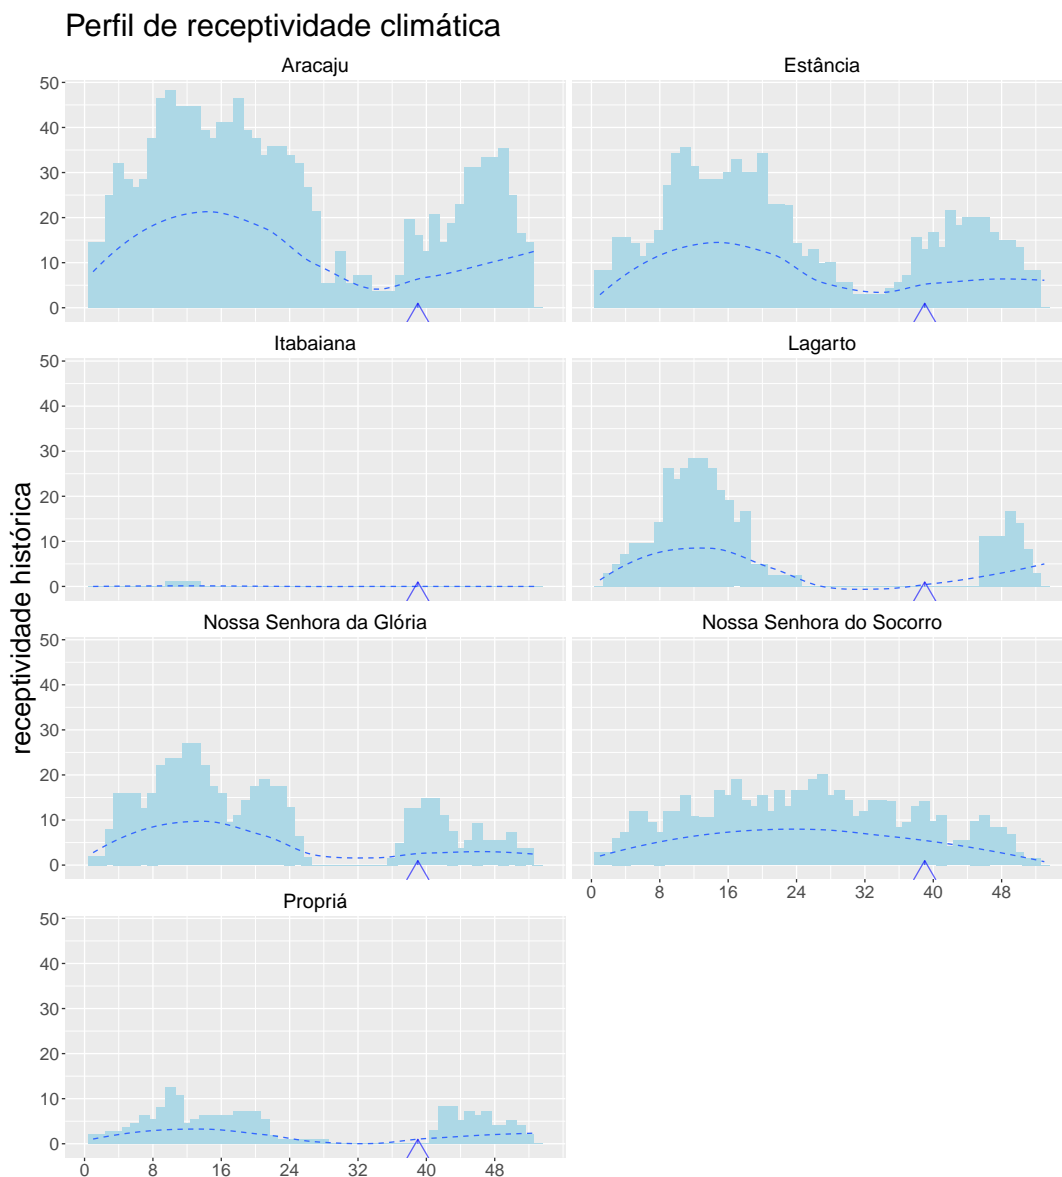 Perfil de receptividade climática
Aracaju
Estância
50
40
30
20
10
0
Itabaiana
Lagarto
50
40
30
20
10
0
receptividade histórica
Nossa Senhora da Glória
Nossa Senhora do Socorro
50
40
30
20
10
0
0 8 16 24 32 40 48
Propriá
50
40
30
20
10
0
0 8 16 24 32 40 48